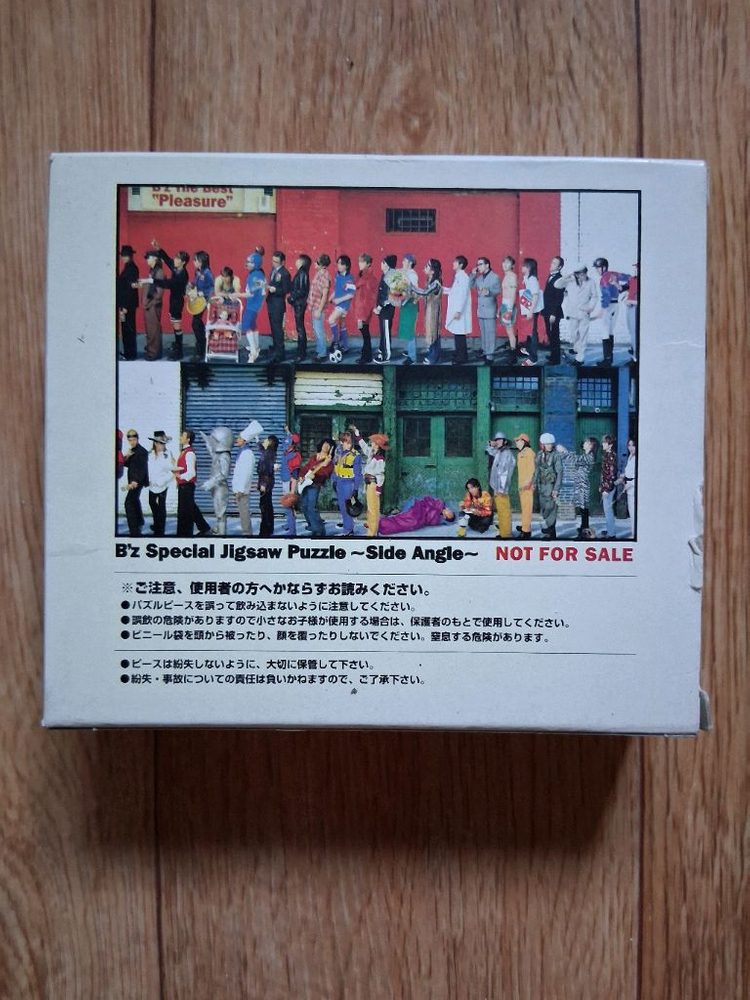 B'z The Best
"Pleasure"
B'z Special Jigsaw Puzzle ~Side Angle~ NOT FOR SALE
※ご注意、使用者の方へかならずお読みください。
●パズルピースを誤って飲み込まないように注意してください。
●誤飲の危険がありますので小さなお子様が使用する場合は、保護者のもとで使用してください。
●ビニール袋を頭から被ったり、顔を覆ったりしないでください。窒息する危険があります。
●ピースは紛失しないように、大切に保管して下さい。
●紛失・事故についての責任は負いかねますので、ご了承下さい。